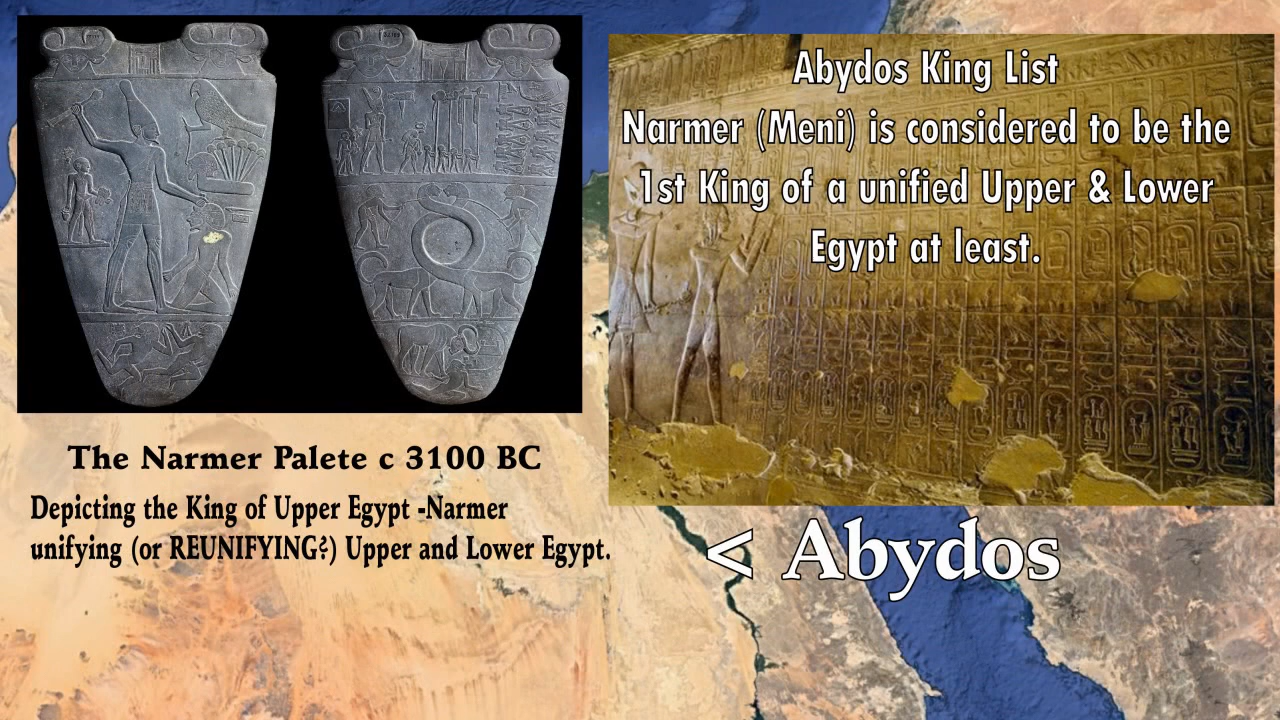 The Narmer Palete c 3100 BC
Depicting the King of Upper Egypt -Narmer
unifying (or REUNIFYING?) Upper and Lower Egypt.
Abydos King List
Narmer (Meni) is considered to be the
1st King of a unified Upper & Lower
Egypt at least.
< Abydos